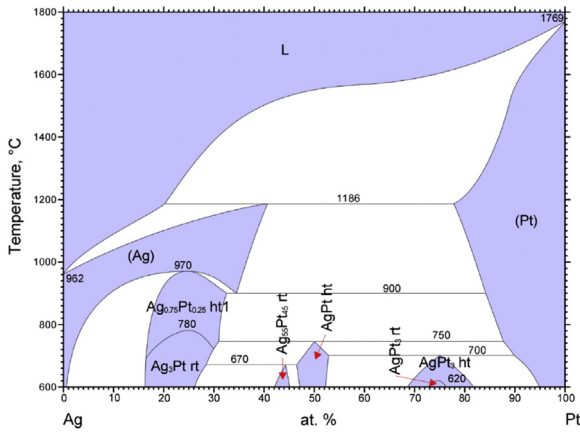 1800
1769
L
1600
1400
Temperature, °C
1200
1186
(Pt)
(Ag)
1000
970
962
900
Ag0.75Pt0.25 ht1
Ag55Pt45 rt
AgPt ht
AgPt3 rt
800
780
750
700
AgPt3 ht
Ag3Pt rt
670
620
600
0 10 20 30 40 50 60 70 80 90 100
Ag at. % Pt